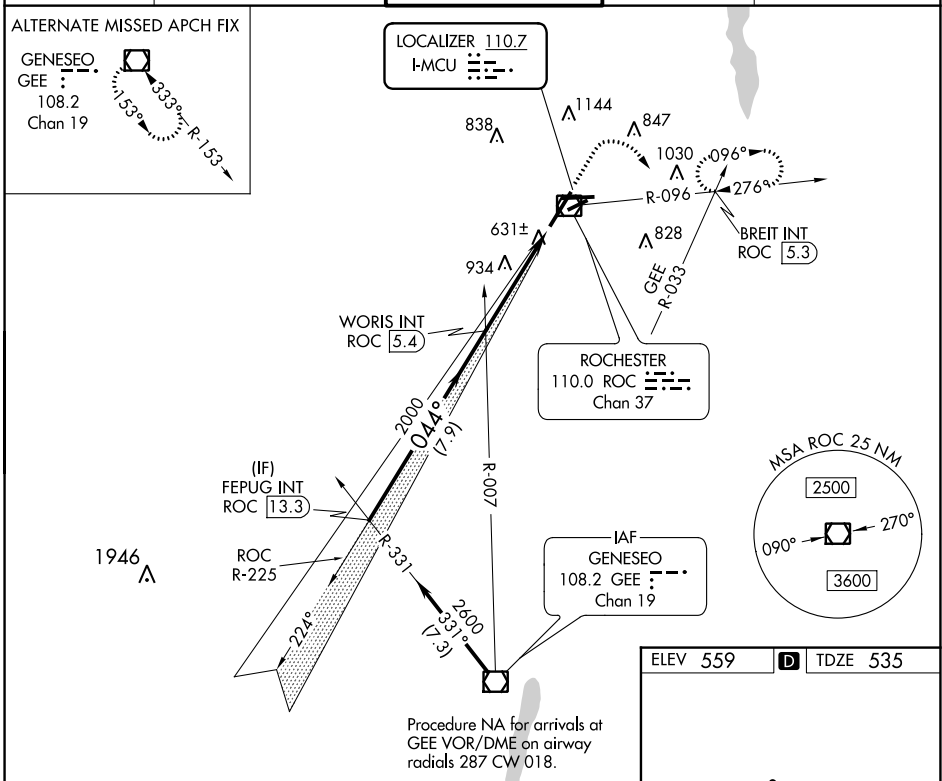 ALTERNATE MISSED APCH FIX
GENESEO
GEE
108.2
Chan 19
153°
333°
R-153
LOCALIZER 110.7
I-MCU
838
1144
847
1030
096°
276°
R-096
631±
934
828
BREIT INT
ROC 5.3
GEE
R-033
WORIS INT
ROC 5.4
ROCHESTER
110.0 ROC
Chan 37
2000
044°
(7.9)
(IF)
FEPUG INT
ROC 13.3
R-007
MSA ROC 25 NM
2500
090°
270°
3600
1946
ROC
R-225
R-331
224°
2600
331°
(7.3)
IAF
GENESEO
108.2 GEE
Chan 19
Procedure NA for arrivals at
GEE VOR/DME on airway
radials 287 CW 018.
ELEV 559 D TDZE 535